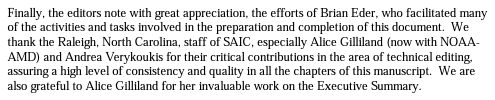 Finally, the editors note with great appreciation, the efforts of Brian Eder, who facilitated many
of the activities and tasks involved in the preparation and completion of this document.  We
thank the Raleigh, North Carolina, staff of SAIC, especially Alice Gilliland (now with NOAA-
AMD) and Andrea Verykoukis for their critical contributions in the area of technical editing,
assuring a high level of consistency and quality in all the chapters of this manuscript.  We are
also grateful to Alice Gilliland for her invaluable work on the Executive Summary.